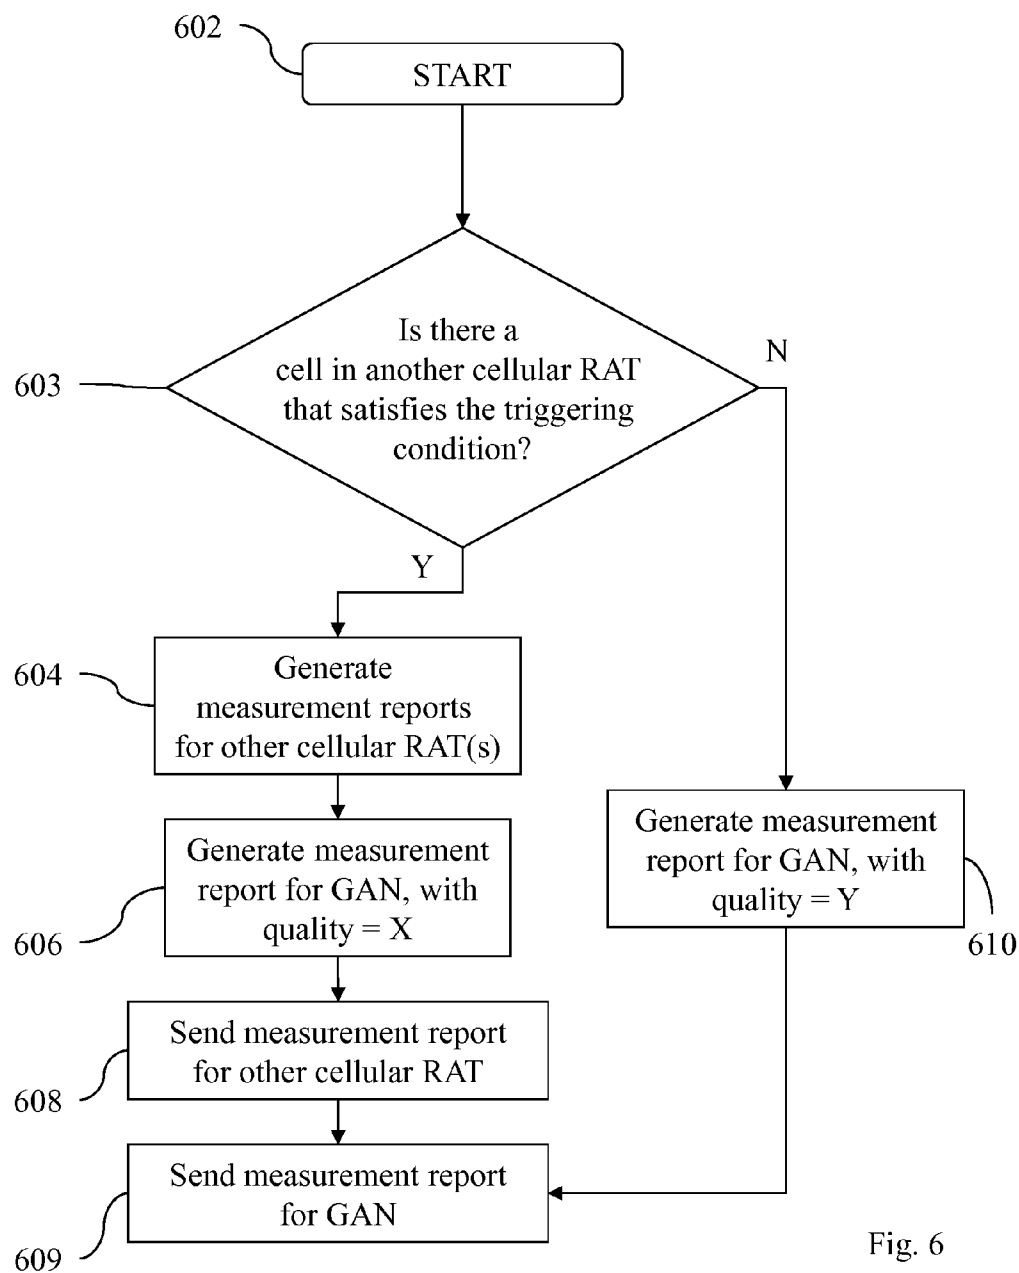 602
START
Is there a
cell in another cellular RAT
that satisfies the triggering
condition?
603
N
Y
604
Generate
measurement reports
for other cellular RAT(s)
Generate measurement
report for GAN, with
quality = X
606
Generate measurement
report for GAN, with
quality = Y
610
Send measurement report
for other cellular RAT
608
Send measurement report
for GAN
609
Fig. 6